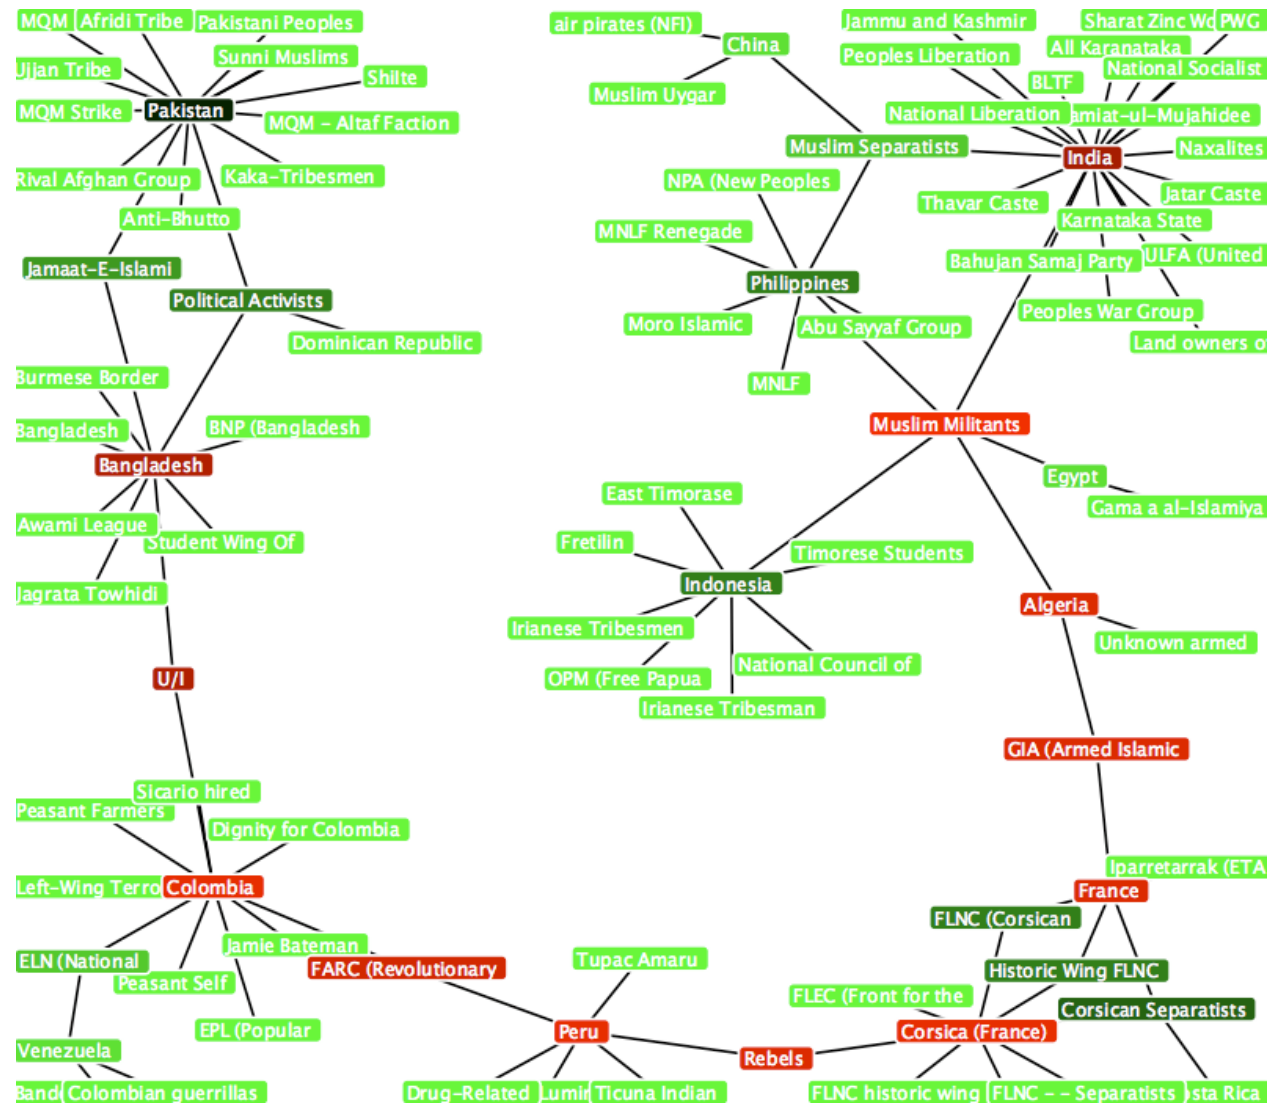 MQM
Afridi Tribe
Pakistani Peoples
Sunni Muslims
Ujjan Tribe
Shilte
MQM Strike
Pakistan
MQM - Altaf Faction
Rival Afghan Group
Kaka-Tribesmen
Anti-Bhutto
Jamaat-E-Islami
Political Activists
Dominican Republic
Burmese Border
Bangladesh
BNP (Bangladesh
Bangladesh
Awami League
Student Wing Of
Jagrata Towhidi
U/I
Sicario hired
Peasant Farmers
Dignity for Colombia
Left-Wing Terro
Colombia
Jamie Bateman
ELN (National
FARC (Revolutionary
Peasant Self
EPL (Popular
Venezuela
Band
Colombian guerrillas
air pirates (NFI)
China
Muslim Uygar
Muslim Separatists
NPA (New Peoples
MNLF Renegade
Philippines
Moro Islamic
Abu Sayyaf Group
MNLF
Jammu and Kashmir
Sharat Zinc Wo
PWG
Peoples Liberation
All Karanataka
National Socialist
BLTF
National Liberation
amiat-ul-Mujahidee
India
Naxalites
Thavar Caste
Jatar Caste
Karnataka State
Bahujan Samaj Party
ULFA (United
Peoples War Group
Land owners o
Muslim Militants
Egypt
Gama a al-Islamiya
East Timorase
Fretilin
Timorese Students
Indonesia
Irianese Tribesmen
National Council of
OPM (Free Papua
Irianese Tribesman
Algeria
Unknown armed
GIA (Armed Islamic
Iparretarrak (ETA
France
FLNC (Corsican
Historic Wing FLNC
Corsican Separatists
Tupac Amaru
FLEC (Front for the
Peru
Rebels
Corsica (France)
Drug-Related
Lumin
Ticuna Indian
FLNC historic wing
FLNC - - Separatists
osta Rica